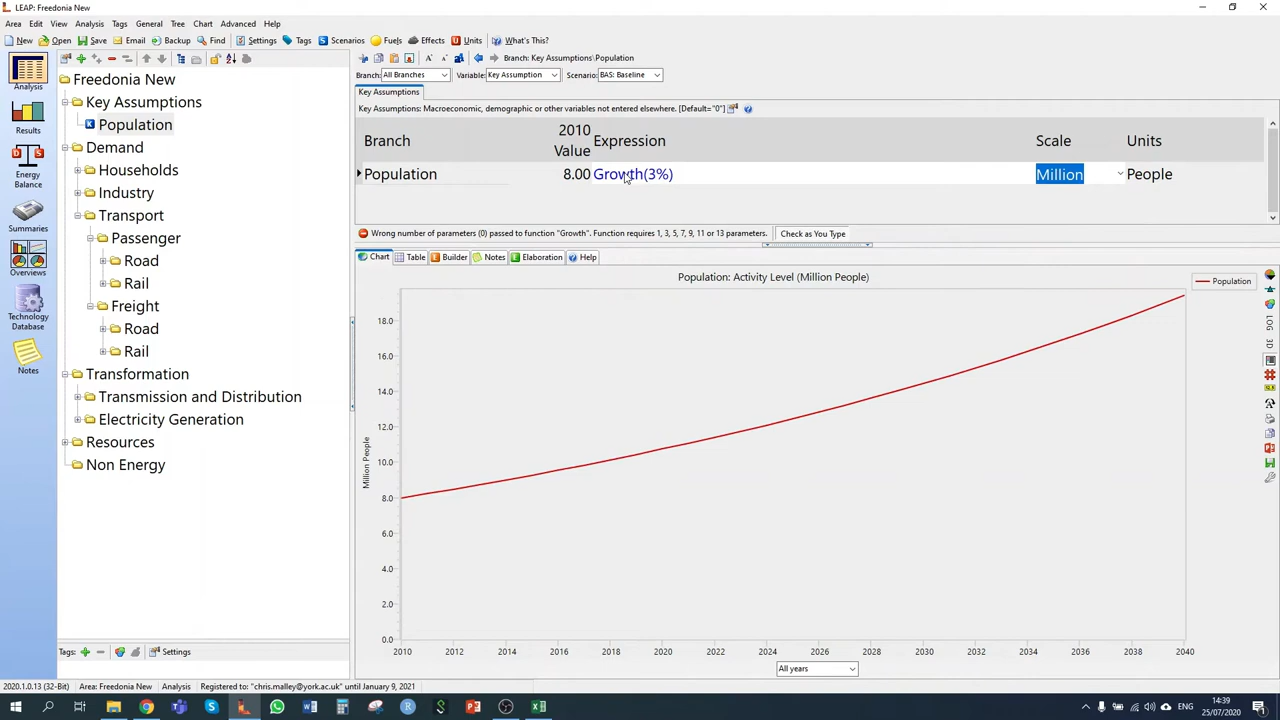 LEAP: Freedonia New
Area Edit View Analysis Tags General Tree Chart Advanced Help
New Open Save Email Backup Find Settings Tags Scenarios Fuels Effects Units What's This?
Analysis
Results
Energy
Balance
Summaries
Overviews
Technology
Database
Notes
Freedonia New
Key Assumptions
Population
Demand
Households
Industry
Transport
Passenger
Road
Rail
Freight
Road
Rail
Transformation
Transmission and Distribution
Electricity Generation
Resources
Non Energy
Tags: Settings
Branch: Key Assumptions\Population
Branch: All Branches Variable: Key Assumption Scenario: BAS: Baseline
Key Assumptions
Key Assumptions: Macroeconomic, demographic or other variables not entered elsewhere. [Default="0"]
Branch 2010 Value Expression Scale Units
Population 8.00 Growth(3%) Million People
Wrong number of parameters (0) passed to function "Growth". Function requires 1, 3, 5, 7, 9, 11 or 13 parameters. Check as You Type
Chart Table Builder Notes Elaboration Help
Population: Activity Level (Million People)
Population
Million People
18.0
16.0
14.0
12.0
10.0
8.0
6.0
4.0
2.0
0.0
2010 2012 2014 2016 2018 2020 2022 2024 2026 2028 2030 2032 2034 2036 2038 2040
All years
LOG
3D
2020.1.0.13 (32-Bit) Area: Freedonia New Analysis Registered to: "chris.malley@york.ac.uk" until January 9, 2021
ENG
14:39
25/07/2020